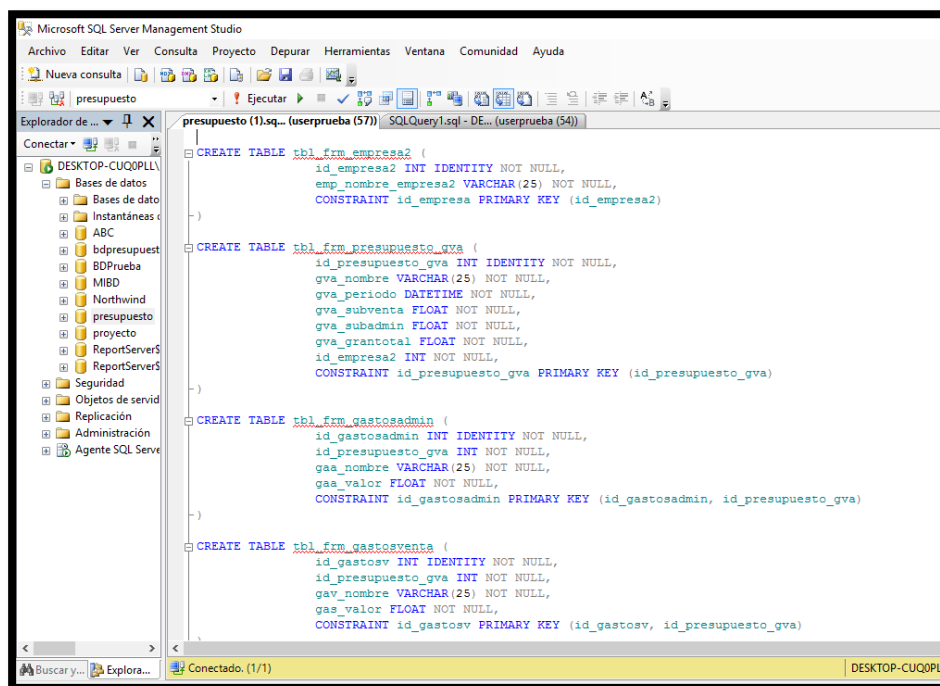 Microsoft SQL Server Management Studio
Archivo Editar Ver Consulta Proyecto Depurar Herramientas Ventana Comunidad Ayuda
Nueva consulta
presupuesto Ejecutar
Explorador de ...
presupuesto (1).sq... (userprueba (57)) SQLQuery1.sql - DE... (userprueba (54))
Conectar
DESKTOP-CUQ0PLL\
Bases de datos
Bases de dato
Instantáneas
ABC
bdpresupuest
BDPrueba
MIBD
Northwind
presupuesto
proyecto
ReportServer$
ReportServer$
Seguridad
Objetos de servid
Replicación
Administración
Agente SQL Serve
CREATE TABLE tbl_frm_empresa2 (
id_empresa2 INT IDENTITY NOT NULL,
emp_nombre_empresa2 VARCHAR(25) NOT NULL,
CONSTRAINT id_empresa PRIMARY KEY (id_empresa2)
)
CREATE TABLE tbl_frm_presupuesto_gva (
id_presupuesto_gva INT IDENTITY NOT NULL,
gva_nombre VARCHAR(25) NOT NULL,
gva_periodo DATETIME NOT NULL,
gva_subventa FLOAT NOT NULL,
gva_subadmin FLOAT NOT NULL,
gva_grantotal FLOAT NOT NULL,
id_empresa2 INT NOT NULL,
CONSTRAINT id_presupuesto_gva PRIMARY KEY (id_presupuesto_gva)
)
CREATE TABLE tbl_frm_gastosadmin (
id_gastosadmin INT IDENTITY NOT NULL,
id_presupuesto_gva INT NOT NULL,
gaa_nombre VARCHAR(25) NOT NULL,
gaa_valor FLOAT NOT NULL,
CONSTRAINT id_gastosadmin PRIMARY KEY (id_gastosadmin, id_presupuesto_gva)
)
CREATE TABLE tbl_frm_gastosventa (
id_gastosv INT IDENTITY NOT NULL,
id_presupuesto_gva INT NOT NULL,
gav_nombre VARCHAR(25) NOT NULL,
gas_valor FLOAT NOT NULL,
CONSTRAINT id_gastosv PRIMARY KEY (id_gastosv, id_presupuesto_gva)
Buscar y... Explora...
Conectado. (1/1) DESKTOP-CUQ0PL